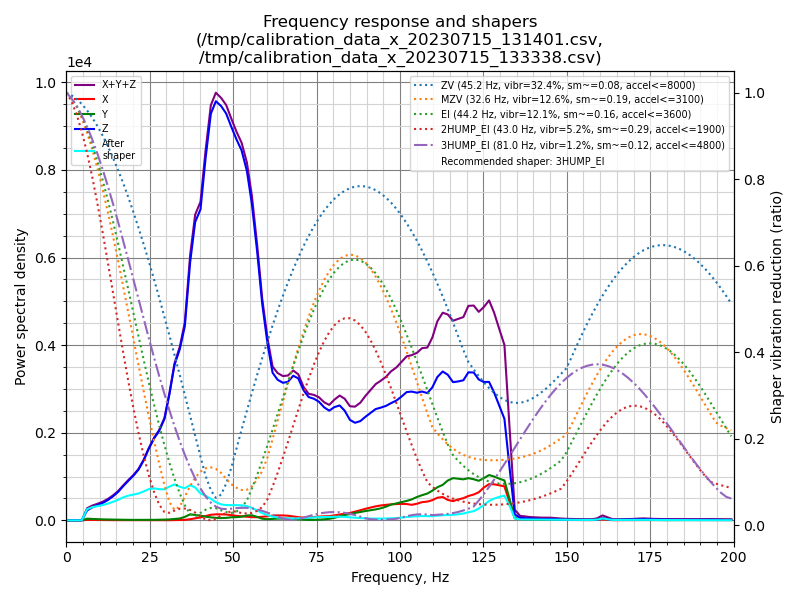 Frequency response and shapers
(/tmp/calibration_data_x_20230715_131401.csv,
/tmp/calibration_data_x_20230715_133338.csv)
1e4
X+Y+Z
X
Y
Z
After
shaper
ZV (45.2 Hz, vibr=32.4%, sm~=0.08, accel<=8000)
MZV (32.6 Hz, vibr=12.6%, sm~=0.19, accel<=3100)
EI (44.2 Hz, vibr=12.1%, sm~=0.16, accel<=3600)
2HUMP_EI (43.0 Hz, vibr=5.2%, sm~=0.29, accel<=1900)
3HUMP_EI (81.0 Hz, vibr=1.2%, sm~=0.12, accel<=4800)
Recommended shaper: 3HUMP_EI
Power spectral density
1.0
0.8
0.6
0.4
0.2
0.0
1.0
0.8
0.6
0.4
0.2
0.0
Shaper vibration reduction (ratio)
0 25 50 75 100 125 150 175 200
Frequency, Hz